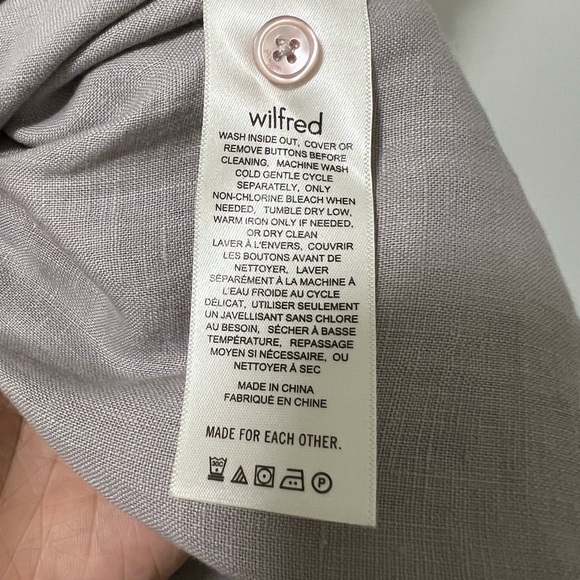 wilfred
WASH INSIDE OUT, COVER OR
REMOVE BUTTONS BEFORE
CLEANING, MACHINE WASH
COLD GENTLE CYCLE
SEPARATELY, ONLY
NON-CHLORINE BLEACH WHEN
NEEDED, TUMBLE DRY LOW,
WARM IRON ONLY IF NEEDED,
OR DRY CLEAN
LAVER À L'ENVERS, COUVRIR
LES BOUTONS AVANT DE
NETTOYER, LAVER
SÉPARÉMENT À LA MACHINE À
L'EAU FROIDE AU CYCLE
DÉLICAT, UTILISER SEULEMENT
UN JAVELLISANT SANS CHLORE
AU BESOIN, SÉCHER À BASSE
TEMPÉRATURE, REPASSAGE
MOYEN SI NÉCESSAIRE, OU
NETTOYER À SEC
MADE IN CHINA
FABRIQUÉ EN CHINE
MADE FOR EACH OTHER.
30C P